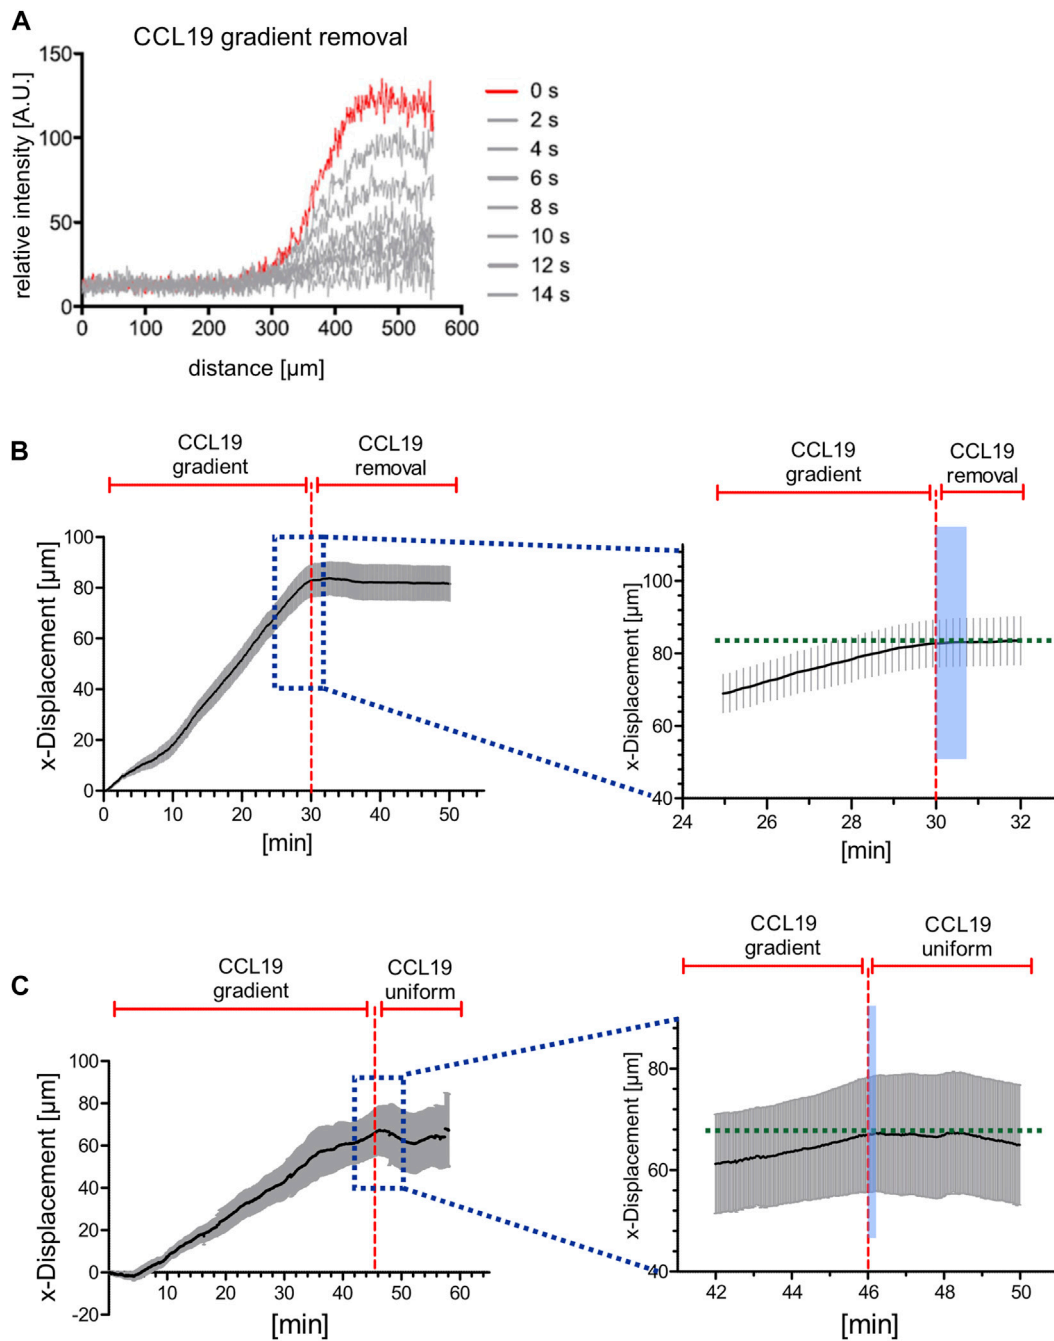 A
CCL19 gradient removal
relative intensity [A.U.]
150
100
50
0
0 100 200 300 400 500 600
distance [µm]
0 s
2 s
4 s
6 s
8 s
10 s
12 s
14 s
B
CCL19
gradient
CCL19
removal
x-Displacement [µm]
100
80
60
40
20
0
0 10 20 30 40 50
[min]
CCL19
gradient
CCL19
removal
x-Displacement [µm]
100
80
60
40
24 26 28 30 32
[min]
C
CCL19
gradient
CCL19
uniform
x-Displacement [µm]
100
80
60
40
20
0
-20
10 20 30 40 50 60
[min]
CCL19
gradient
CCL19
uniform
x-Displacement [µm]
80
60
40
42 44 46 48 50
[min]